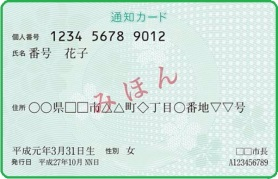 通知カード
個人番号 1234 5678 9012
氏名 番号 花子
みほん
住所 ○○県□□市△△町◇丁目○番地▽▽号
平成元年3月31日生 性別 女 □□市長
発行日 平成27年10月NN日 A123456789